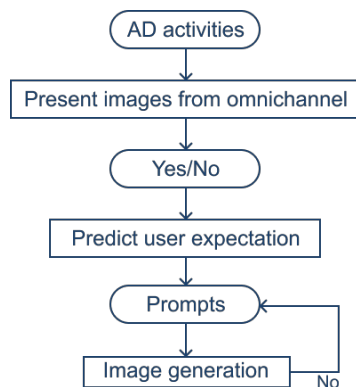 AD activities
Present images from omnichannel
Yes/No
Predict user expectation
Prompts
Image generation
No